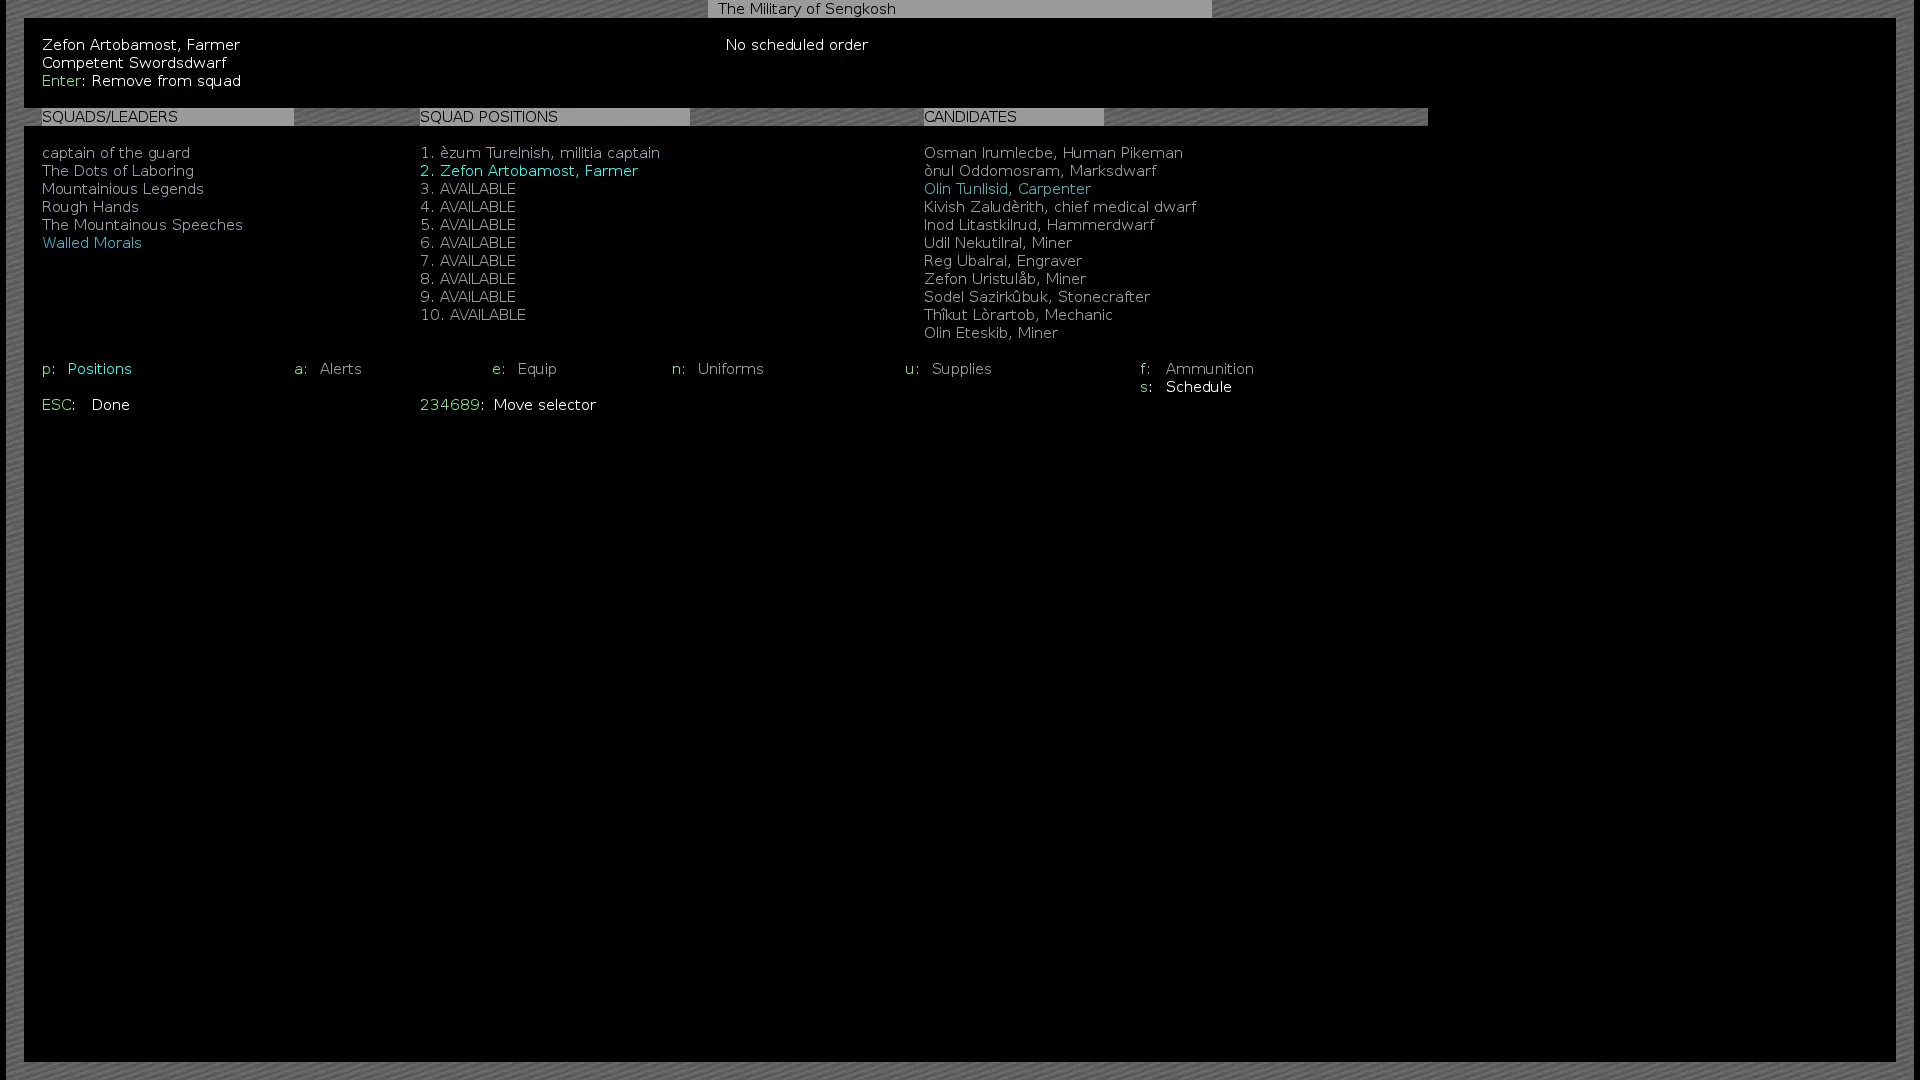 The Military of Sengkosh
Zefon Artobamost, Farmer
No scheduled order
Competent Swordsdwarf
Enter: Remove from squad
SQUADS/LEADERS
SQUAD POSITIONS
CANDIDATES
captain of the guard
The Dots of Laboring
Mountainious Legends
Rough Hands
The Mountainous Speeches
Walled Morals
1. èzum Turelnish, militia captain
2. Zefon Artobamost, Farmer
3. AVAILABLE
4. AVAILABLE
5. AVAILABLE
6. AVAILABLE
7. AVAILABLE
8. AVAILABLE
9. AVAILABLE
10. AVAILABLE
Osman Irumlecbe, Human Pikeman
ònul Oddomosram, Marksdwarf
Olin Tunlisid, Carpenter
Kivish Zaludèrith, chief medical dwarf
Inod Litastkilrud, Hammerdwarf
Udil Nekutilral, Miner
Reg Ubalral, Engraver
Zefon Uristulåb, Miner
Sodel Sazirkûbuk, Stonecrafter
Thîkut Lòrartob, Mechanic
Olin Eteskib, Miner
p: Positions
a: Alerts
e: Equip
n: Uniforms
u: Supplies
f: Ammunition
s: Schedule
ESC: Done
234689: Move selector